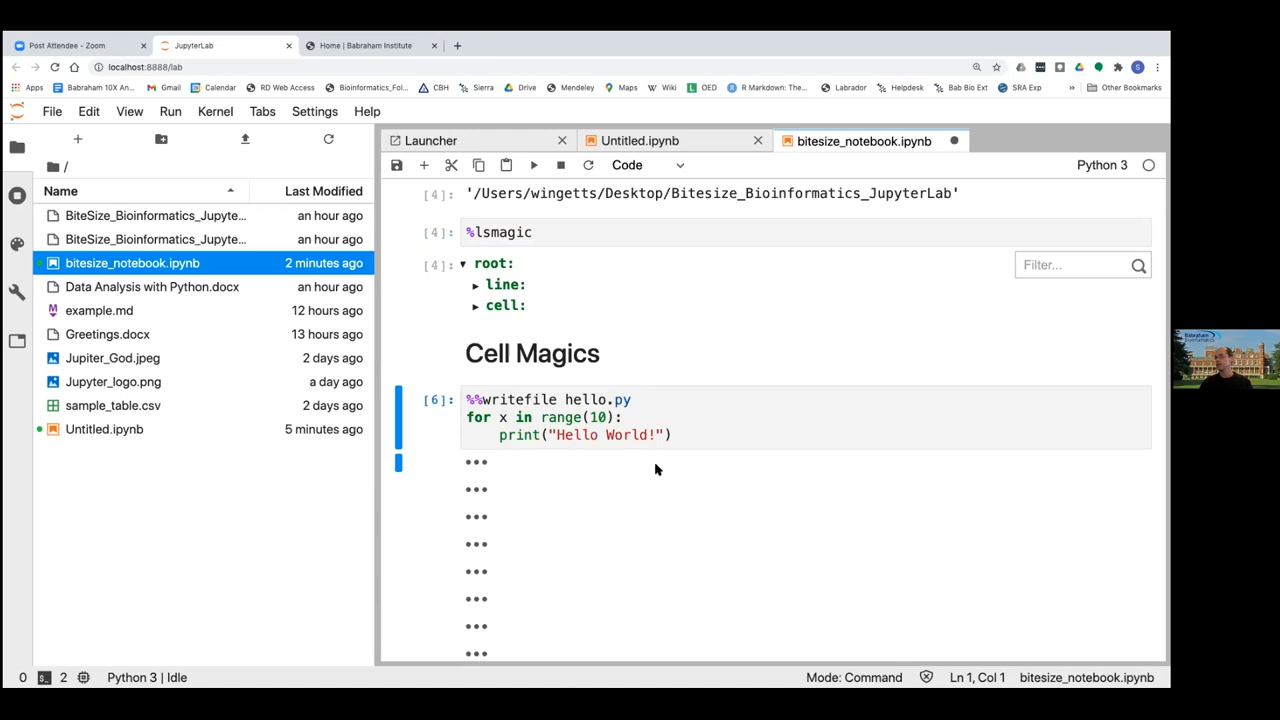 Post Attendee - Zoom
JupyterLab
Home | Babraham Institute
localhost:8888/lab
S
Apps
Babraham 10X An...
Gmail
Calendar
RD Web Access
Bioinformatics_Fol...
CBH
Sierra
Drive
Mendeley
Maps
Wiki
OED
R Markdown: The...
Labrador
Helpdesk
Bab Bio Ext
SRA Exp
»
Other Bookmarks
File Edit View Run Kernel Tabs Settings Help
/
Name Last Modified
BiteSize_Bioinformatics_Jupyte... an hour ago
BiteSize_Bioinformatics_Jupyte... an hour ago
bitesize_notebook.ipynb 2 minutes ago
Data Analysis with Python.docx an hour ago
example.md 12 hours ago
Greetings.docx 13 hours ago
Jupiter_God.jpeg 2 days ago
Jupyter_logo.png a day ago
sample_table.csv 2 days ago
Untitled.ipynb 5 minutes ago
Launcher
Untitled.ipynb
bitesize_notebook.ipynb
Code
Python 3
[4]: '/Users/wingetts/Desktop/Bitesize_Bioinformatics_JupyterLab'
[4]: %lsmagic
[4]: root:
line:
cell:
Filter...
Cell Magics
[6]: %%writefile hello.py
for x in range(10):
print("Hello World!")
Babraham
Bioinformatics
0
2
Python 3 | Idle
Mode: Command
Ln 1, Col 1
bitesize_notebook.ipynb